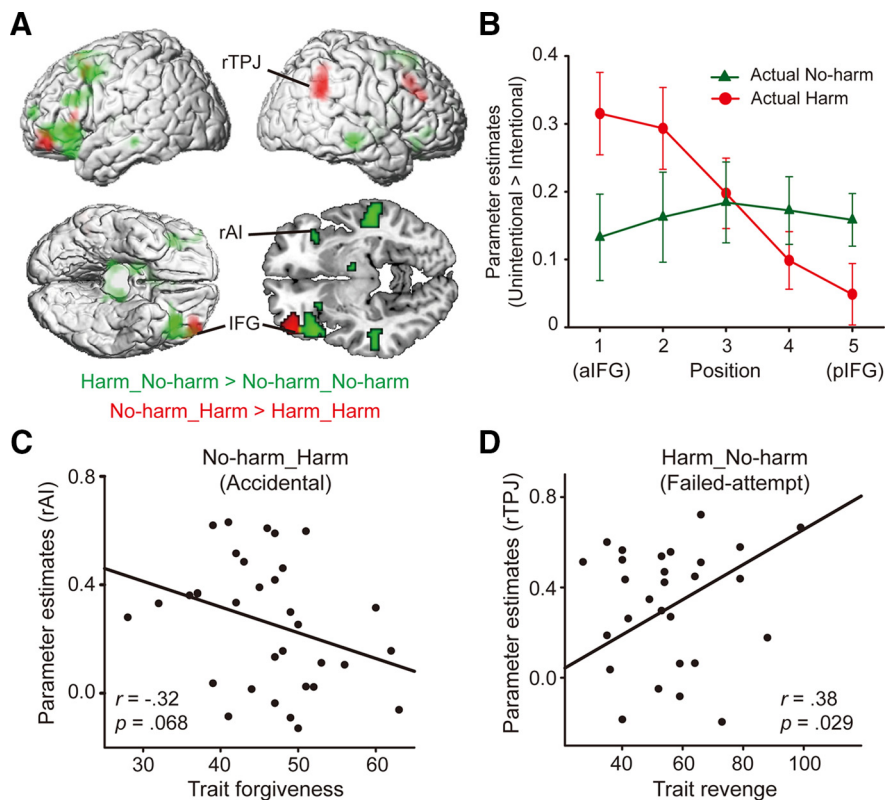 A
rTPJ
rAI
IFG
Harm_No-harm > No-harm_No-harm
No-harm_Harm > Harm_Harm
B
Parameter estimates
(Unintentional > Intentional)
0.4
0.3
0.2
0.1
0
Actual No-harm
Actual Harm
1 2 3 4 5
(aIFG) Position (pIFG)
C
No-harm_Harm
(Accidental)
Parameter estimates (rAI)
0.8
0.4
0.0
r = -.32
p = .068
30 40 50 60
Trait forgiveness
D
Harm_No-harm
(Failed-attempt)
Parameter estimates (rTPJ)
0.8
0.4
0.0
r = .38
p = .029
40 60 80 100
Trait revenge